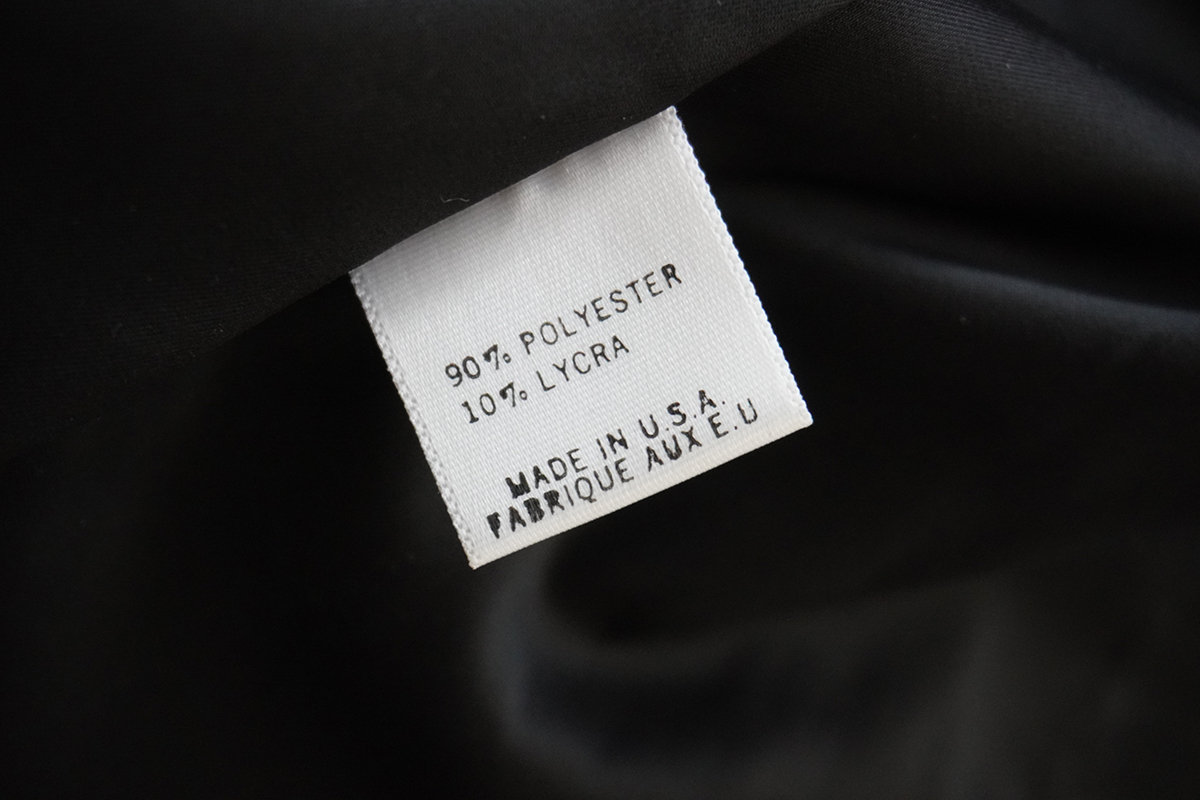 90% POLYESTER
10% LYCRA
MADE IN U.S.A.
FABRIQUE AUX E.U